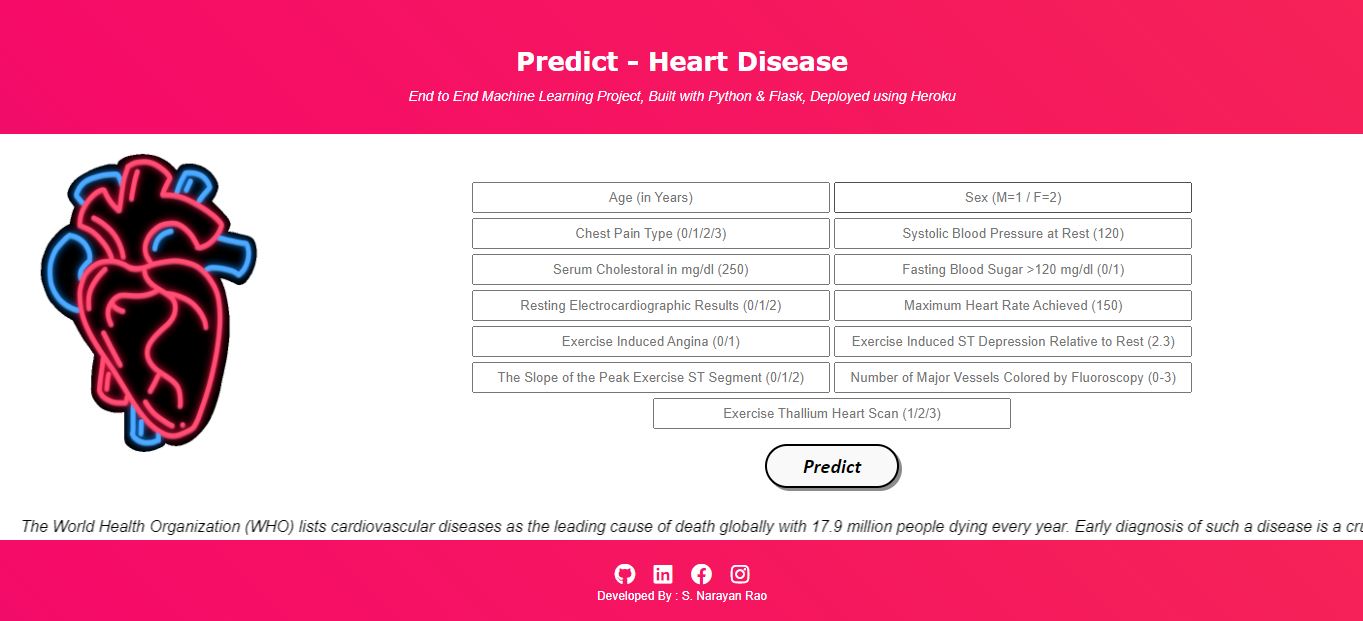 Predict - Heart Disease
End to End Machine Learning Project, Built with Python & Flask, Deployed using Heroku
Age (in Years)
Sex (M=1 / F=2)
Chest Pain Type (0/1/2/3)
Systolic Blood Pressure at Rest (120)
Serum Cholestoral in mg/dl (250)
Fasting Blood Sugar >120 mg/dl (0/1)
Resting Electrocardiographic Results (0/1/2)
Maximum Heart Rate Achieved (150)
Exercise Induced Angina (0/1)
Exercise Induced ST Depression Relative to Rest (2.3)
The Slope of the Peak Exercise ST Segment (0/1/2)
Number of Major Vessels Colored by Fluoroscopy (0-3)
Exercise Thallium Heart Scan (1/2/3)
Predict
The World Health Organization (WHO) lists cardiovascular diseases as the leading cause of death globally with 17.9 million people dying every year. Early diagnosis of such a disease is a
Developed By : S. Narayan Rao